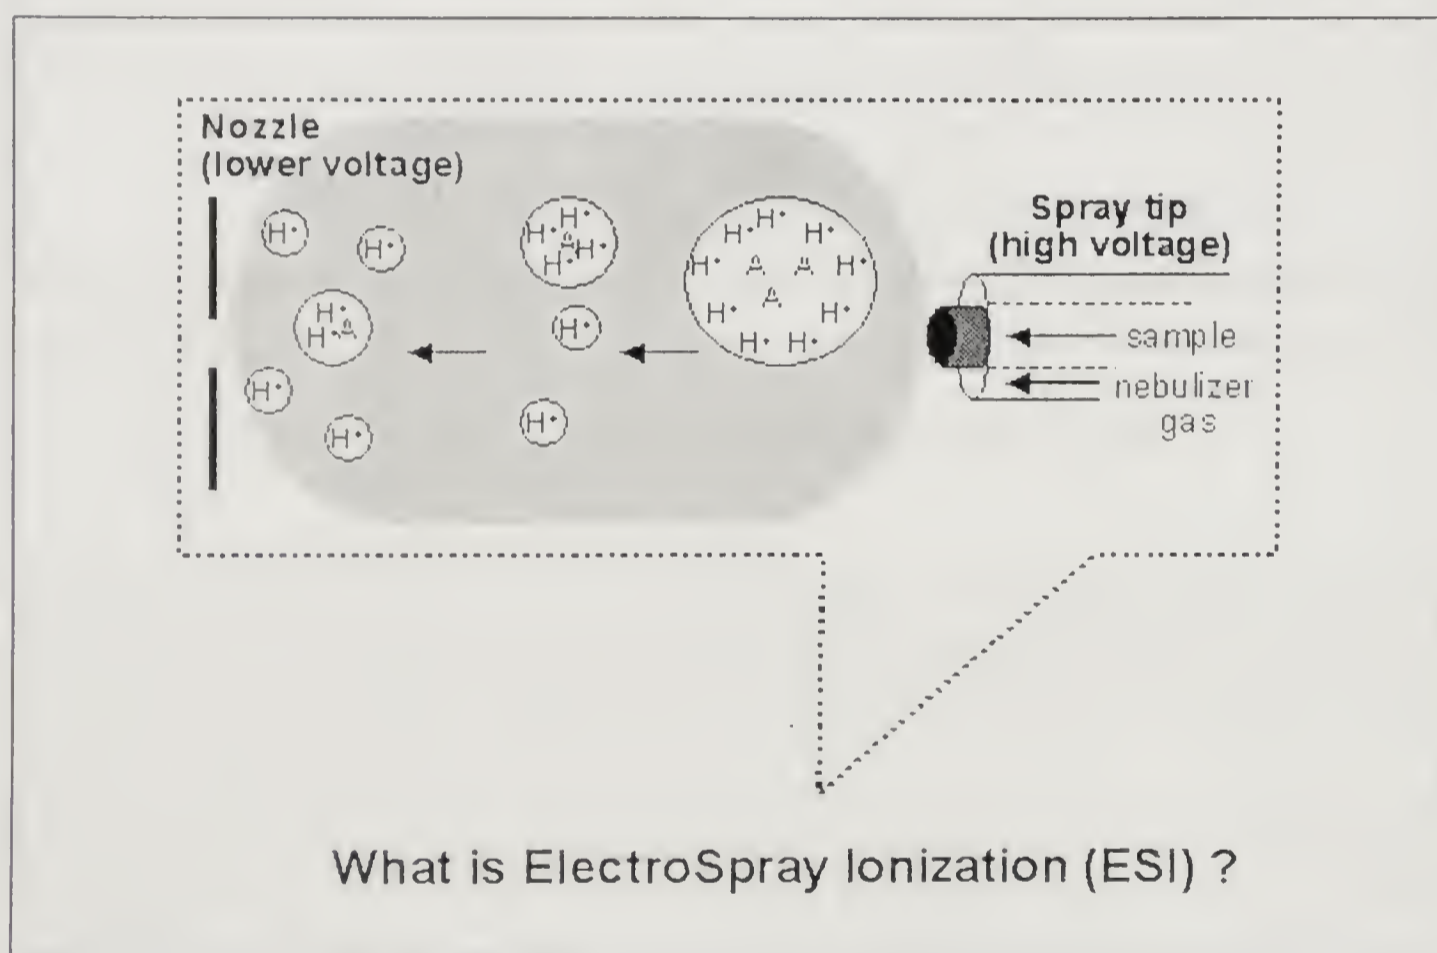 Nozzle
(lower voltage)
Spray tip
(high voltage)
sample
nebulizer
gas
H⁺
H⁺
H⁺
H⁺
H⁺
H⁺
H⁺
A
H⁺
H⁺
H⁺
H⁺
A
H⁺
H⁺
H⁺
H⁺
H⁺
H⁺
H⁺
A
A
H⁺
H⁺
A
H⁺
H⁺
H⁺
What is ElectroSpray Ionization (ESI) ?